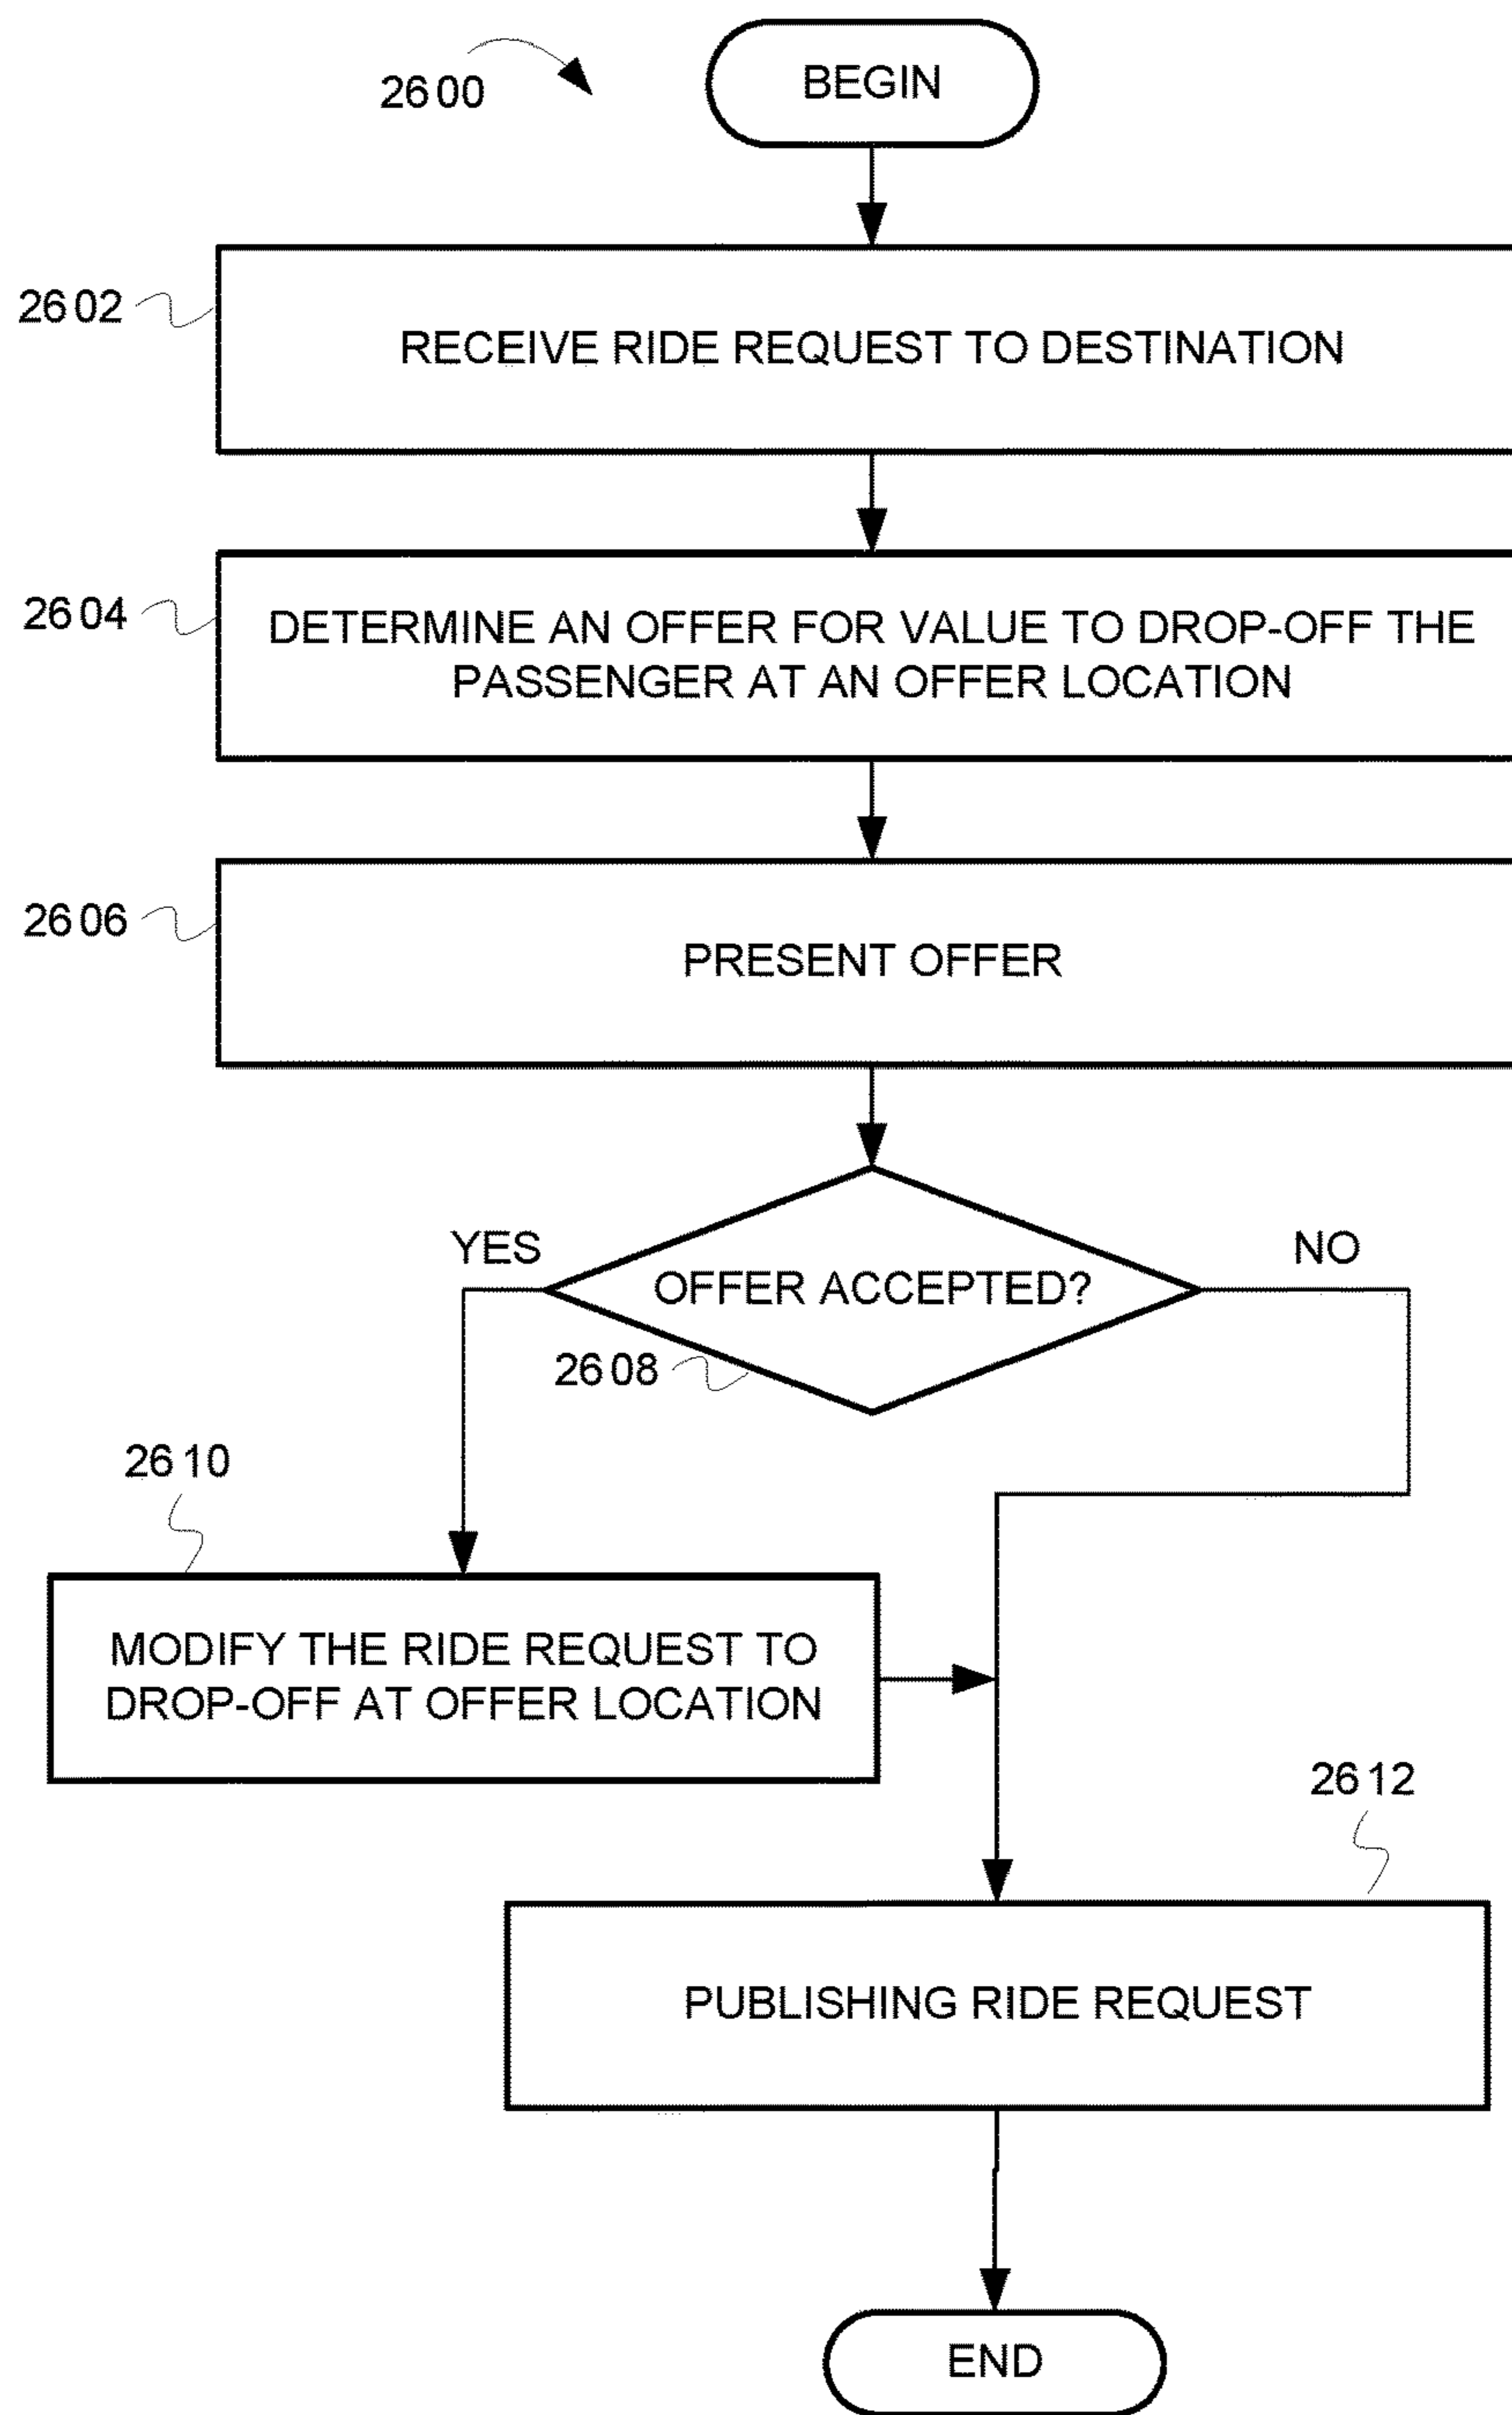 2600
BEGIN
2602
RECEIVE RIDE REQUEST TO DESTINATION
2604
DETERMINE AN OFFER FOR VALUE TO DROP-OFF THE
PASSENGER AT AN OFFER LOCATION
2606
PRESENT OFFER
YES
NO
OFFER ACCEPTED?
2608
2610
MODIFY THE RIDE REQUEST TO
DROP-OFF AT OFFER LOCATION
2612
PUBLISHING RIDE REQUEST
END